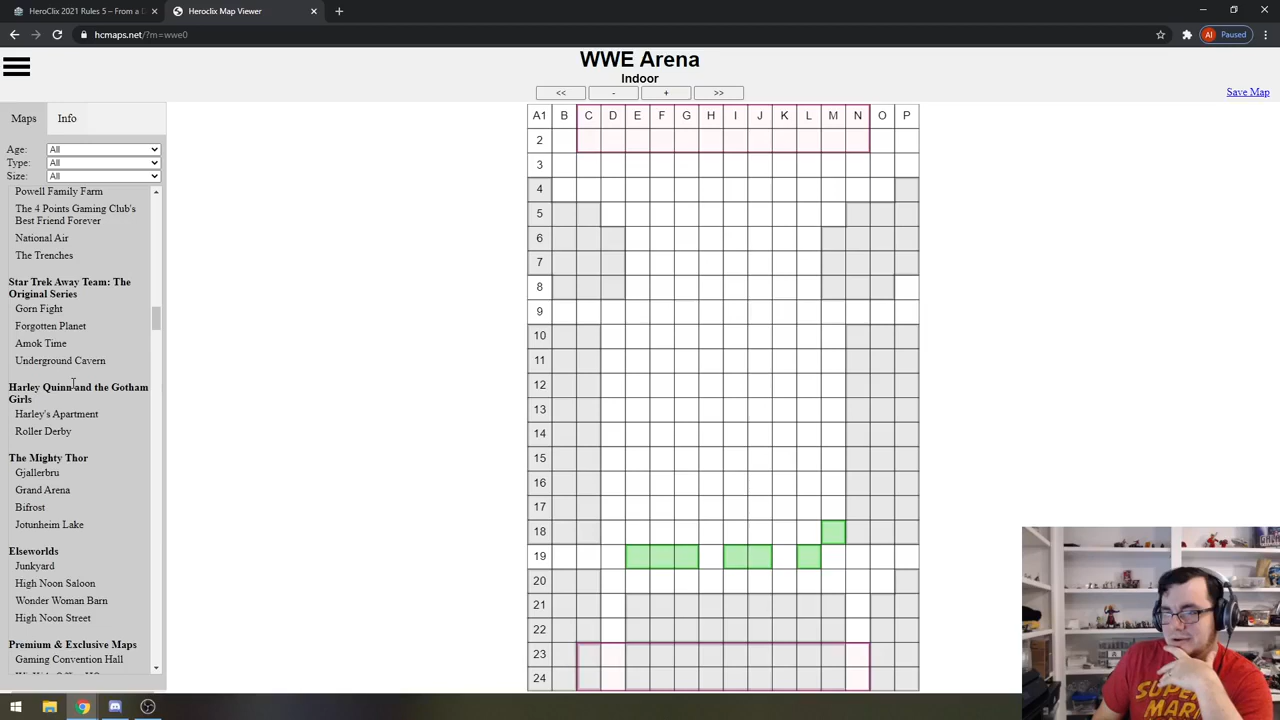 HeroClix 2021 Rules 5 – From a D
Heroclix Map Viewer
hcmaps.net/?m=wwe0
Paused
WWE Arena
Indoor
<< - + >>
Save Map
Maps Info
Age: All
Type: All
Size: All
Powell Family Farm
The 4 Points Gaming Club's
Best Friend Forever
National Air
The Trenches
Star Trek Away Team: The
Original Series
Gorn Fight
Forgotten Planet
Amok Time
Underground Cavern
Harley Quinn and the Gotham
Girls
Harley's Apartment
Roller Derby
The Mighty Thor
Gjallerbru
Grand Arena
Bifrost
Jotunheim Lake
Elseworlds
Junkyard
High Noon Saloon
Wonder Woman Barn
High Noon Street
Premium & Exclusive Maps
Gaming Convention Hall
A1 B C D E F G H I J K L M N O P
2
3
4
5
6
7
8
9
10
11
12
13
14
15
16
17
18
19
20
21
22
23
24
SUPER
MAR